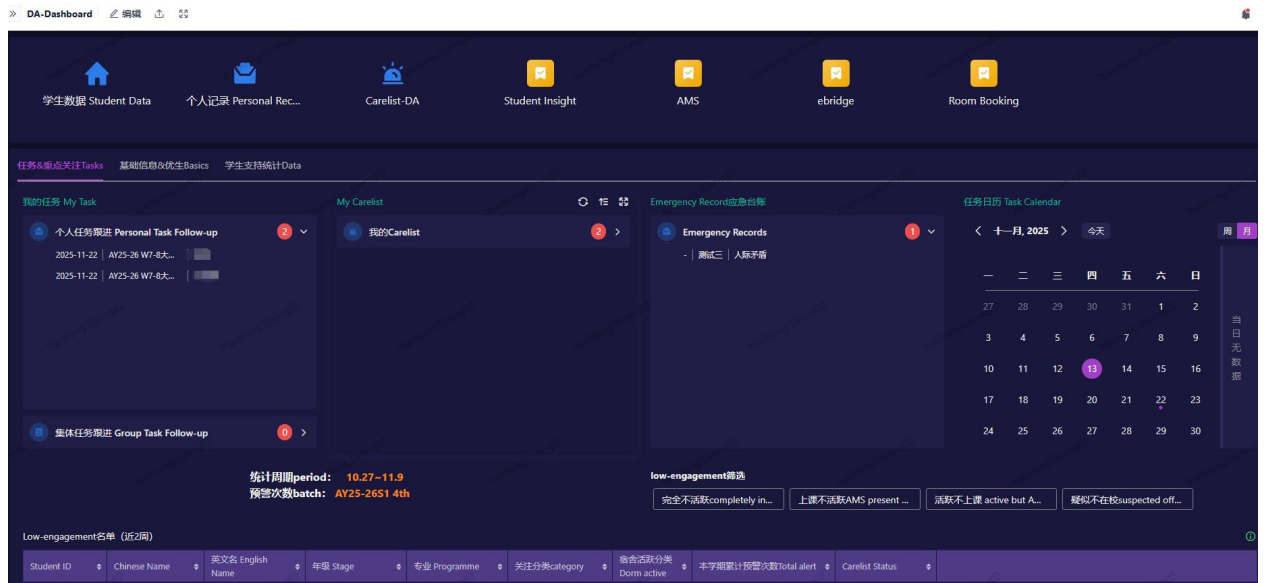 DA-Dashboard 编辑
学生数据 Student Data
个人记录 Personal Rec...
Carelist-DA
Student Insight
AMS
ebridge
Room Booking
任务&重点关注Tasks
基础信息&优生Basics
学生支持统计Data
我的任务 My Task
个人任务跟进 Personal Task Follow-up 2
2025-11-22 AY25-26 W7-8大...
2025-11-22 AY25-26 W7-8大...
集体任务跟进 Group Task Follow-up 0
My Carelist
我的Carelist 2
Emergency Record应急台账
Emergency Records 1
- 测试三 人际矛盾
任务日历 Task Calendar
十一月, 2025 今天 周 月
一 二 三 四 五 六 日
27 28 29 30 31 1 2
3 4 5 6 7 8 9
10 11 12 13 14 15 16
17 18 19 20 21 22 23
24 25 26 27 28 29 30
当日无数据
统计周期period： 10.27~11.9
预警次数batch： AY25-26S1 4th
low-engagement筛选
完全不活跃completely in...
上课不活跃AMS present ...
活跃不上课 active but A...
疑似不在校suspected off...
Low-engagement名单（近2周）
Student ID
Chinese Name
英文名 English
Name
年级 Stage
专业 Programme
关注分类category
宿舍活跃分类
Dorm active
本学期累计预警次数Total alert
Carelist Status